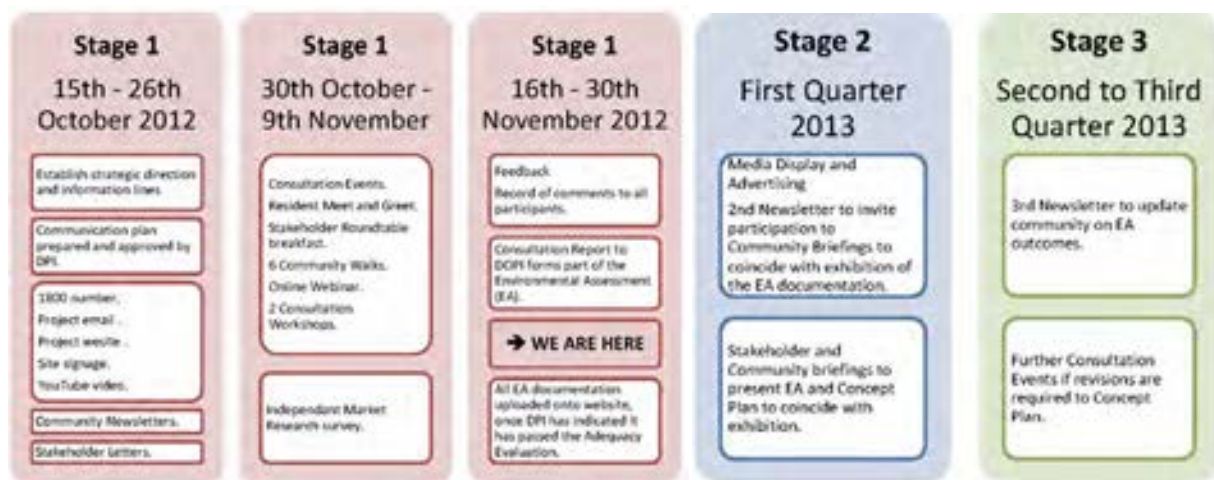 Stage 1
15th - 26th
October 2012
Establish strategic direction
and information lines
Communication plan
prepared and approved by
DPI.
1800 number.
Project email .
Project wesite .
Site signage.
YouTube video.
Community Newsletters.
Stakeholder Letters.
Stage 1
30th October -
9th November
Consultation Events.
Resident Meet and Greet.
Stakeholder Roundtable
breakfast.
6 Community Walks.
Online Webinar.
2 Consultation
Workshops.
Independant Market
Research survey.
Stage 1
16th - 30th
November 2012
Feedback
Record of comments to all
participants.
Consultation Report to
DOPI forms part of the
Environmental Assessment
(EA).
➔ WE ARE HERE
All EA documentation
uploaded onto website,
once DPI has indicated it
has passed the Adequacy
Evaluation.
Stage 2
First Quarter
2013
Media Display and
Advertising
2nd Newsletter to invite
participation to
Community Briefings to
coincide with exhibition of
the EA documentation.
Stakeholder and
Community briefings to
present EA and Concept
Plan to coincide with
exhibition.
Stage 3
Second to Third
Quarter 2013
3rd Newsletter to update
community on EA
outcomes.
Further Consultation
Events if revisions are
required to Concept
Plan.